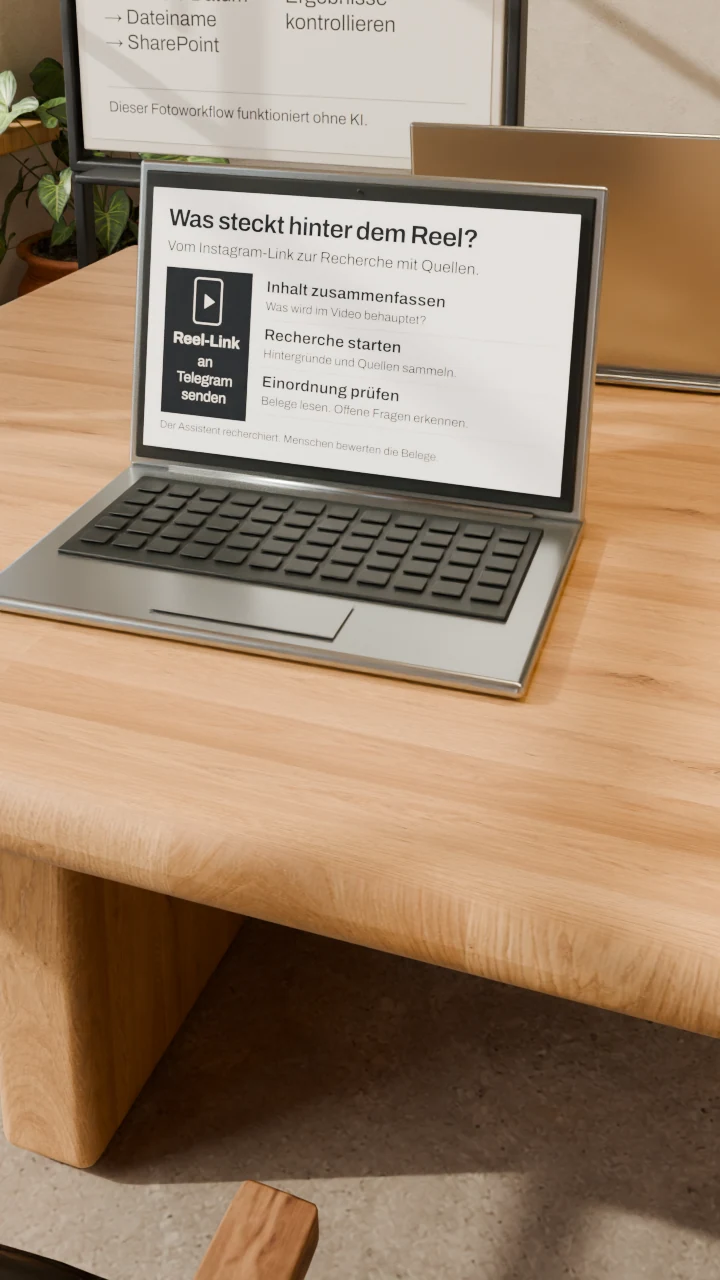 → Dateiname
→ SharePoint
Ergebnisse
kontrollieren
Dieser Fotoworkflow funktioniert ohne KI.
Was steckt hinter dem Reel?
Vom Instagram-Link zur Recherche mit Quellen.
Reel-Link
an
Telegram
senden
Inhalt zusammenfassen
Was wird im Video behauptet?
Recherche starten
Hintergründe und Quellen sammeln.
Einordnung prüfen
Belege lesen. Offene Fragen erkennen.
Der Assistent recherchiert. Menschen bewerten die Belege.